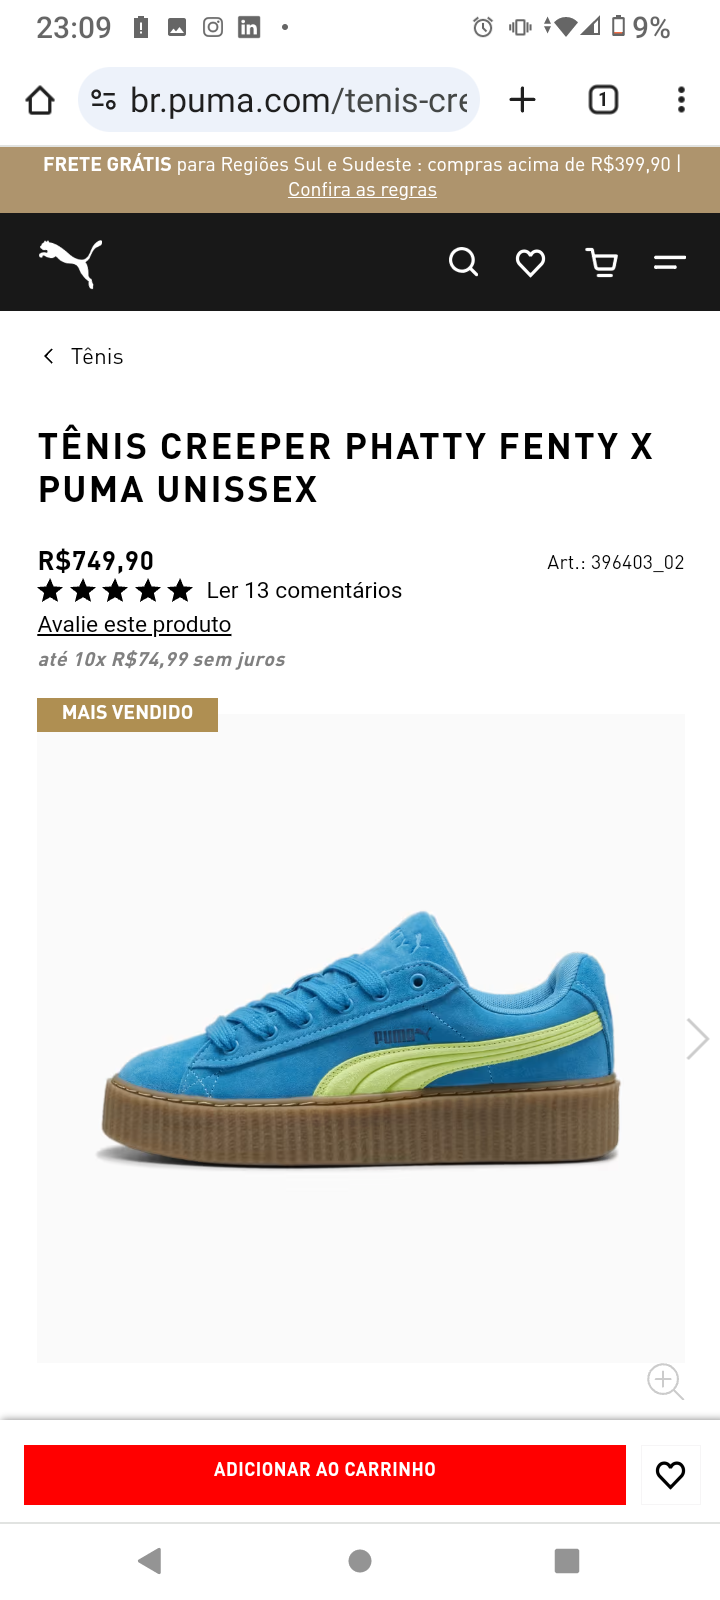 23:09
9%
br.puma.com/tenis-cre
1
FRETE GRÁTIS para Regiões Sul e Sudeste : compras acima de R$399,90 |
Confira as regras
Tênis
TÊNIS CREEPER PHATTY FENTY X
PUMA UNISSEX
R$749,90
Art.: 396403_02
Ler 13 comentários
Avalie este produto
até 10x R$74,99 sem juros
MAIS VENDIDO
PUMA
ADICIONAR AO CARRINHO